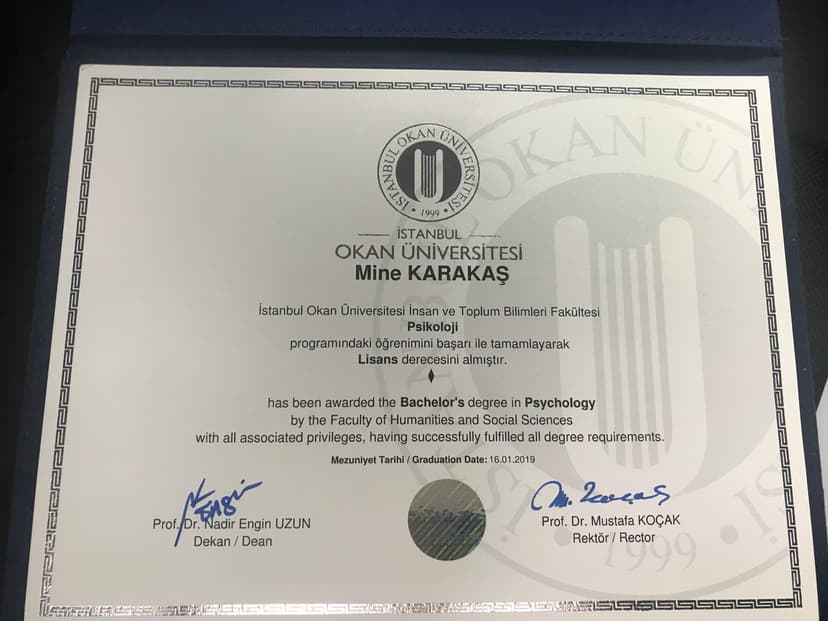 İSTANBUL OKAN ÜNİVERSİTESİ
1999
İSTANBUL
OKAN ÜNİVERSİTESİ
Mine KARAKAŞ
İstanbul Okan Üniversitesi İnsan ve Toplum Bilimleri Fakültesi
Psikoloji
programındaki öğrenimini başarı ile tamamlayarak
Lisans derecesini almıştır.
has been awarded the Bachelor's degree in Psychology
by the Faculty of Humanities and Social Sciences
with all associated privileges, having successfully fulfilled all degree requirements.
Mezuniyet Tarihi / Graduation Date: 16.01.2019
Prof. Dr. Nadir Engin UZUN
Dekan / Dean
M. Koçak
Prof. Dr. Mustafa KOÇAK
Rektör / Rector
OKAN ÜN
1999